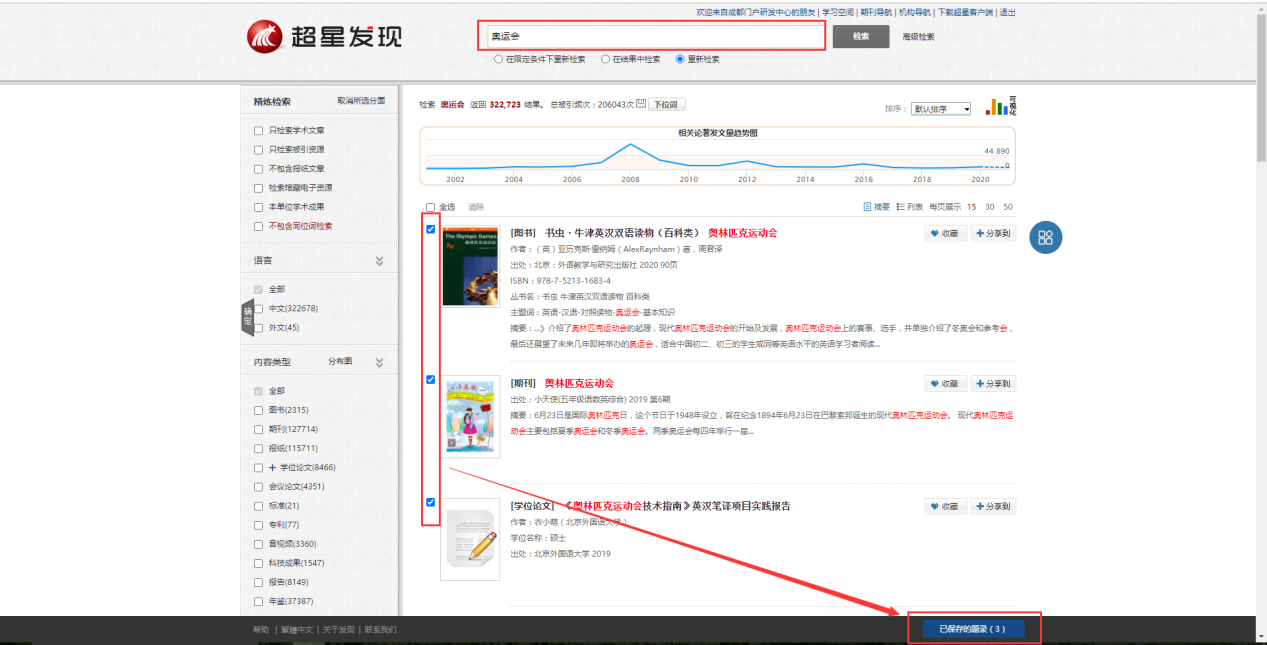 欢迎来自成都门户研发中心的朋友 | 学习空间 | 期刊导航 | 机构导航 | 下载超星客户端 | 退出
超星发现
奥运会
检索
高级检索
在限定条件下重新检索 在结果中检索 重新检索
精炼检索 取消所选分面
只检索学术文章
只检索被引资源
不包含报纸文章
检索馆藏电子资源
本单位学术成果
不包含同位词检索
语言
全部
中文(322678)
外文(45)
确定
内容类型 分布图
全部
图书(2315)
期刊(127714)
报纸(115711)
+ 学位论文(8466)
会议论文(4351)
标准(21)
专利(77)
音视频(3360)
科技成果(1547)
报告(8149)
年鉴(37387)
检索 奥运会 返回 322,723 结果。 总被引频次：206043次 下位词
排序： 默认排序 可视化
相关论著发文量趋势图
44 890
0
2002 2004 2006 2008 2010 2012 2014 2016 2018 2020
全选 清除
摘要 列表 每页展示 15 30 50
The Olympic Games
奥林匹克运动会
[图书] 书虫·牛津英汉双语读物（百科类） 奥林匹克运动会
收藏 分享到
作者：（英）亚历克斯·雷纳姆（AlexRaynham）著，周君译
出处：北京：外语教学与研究出版社 2020 90页
ISBN：978-7-5213-1683-4
丛书名：书虫 牛津英汉双语读物 百科类
主题词：英语-汉语-对照读物-奥运会-基本知识
摘要：...》介绍了奥林匹克运动会的起源，现代奥林匹克运动会的开始及发展，奥林匹克运动会上的赛事、选手，并单独介绍了冬奥会和参考会，
最后还展望了未来几年即将举办的奥运会，适合中国初二、初三的学生或同等英语水平的英语学习者阅读...
[期刊] 奥林匹克运动会
收藏 分享到
出处：小天使(五年级语数英综合) 2019 第6期
摘要：6月23日是国际奥林匹克日，这个节日于1948年设立，旨在纪念1894年6月23日在巴黎索邦诞生的现代奥林匹克运动会。 现代奥林匹克运
动会主要包括夏季奥运会和冬季奥运会。两季奥运会每四年举行一届...
[学位论文] 《奥林匹克运动会技术指南》英汉笔译项目实践报告
收藏 分享到
作者：衣小萌（北京外国语大学）
学位名称：硕士
出处：北京外国语大学 2019
帮助 | 繁體中文 | 关于发现 | 联系我们
已保存的题录（3）